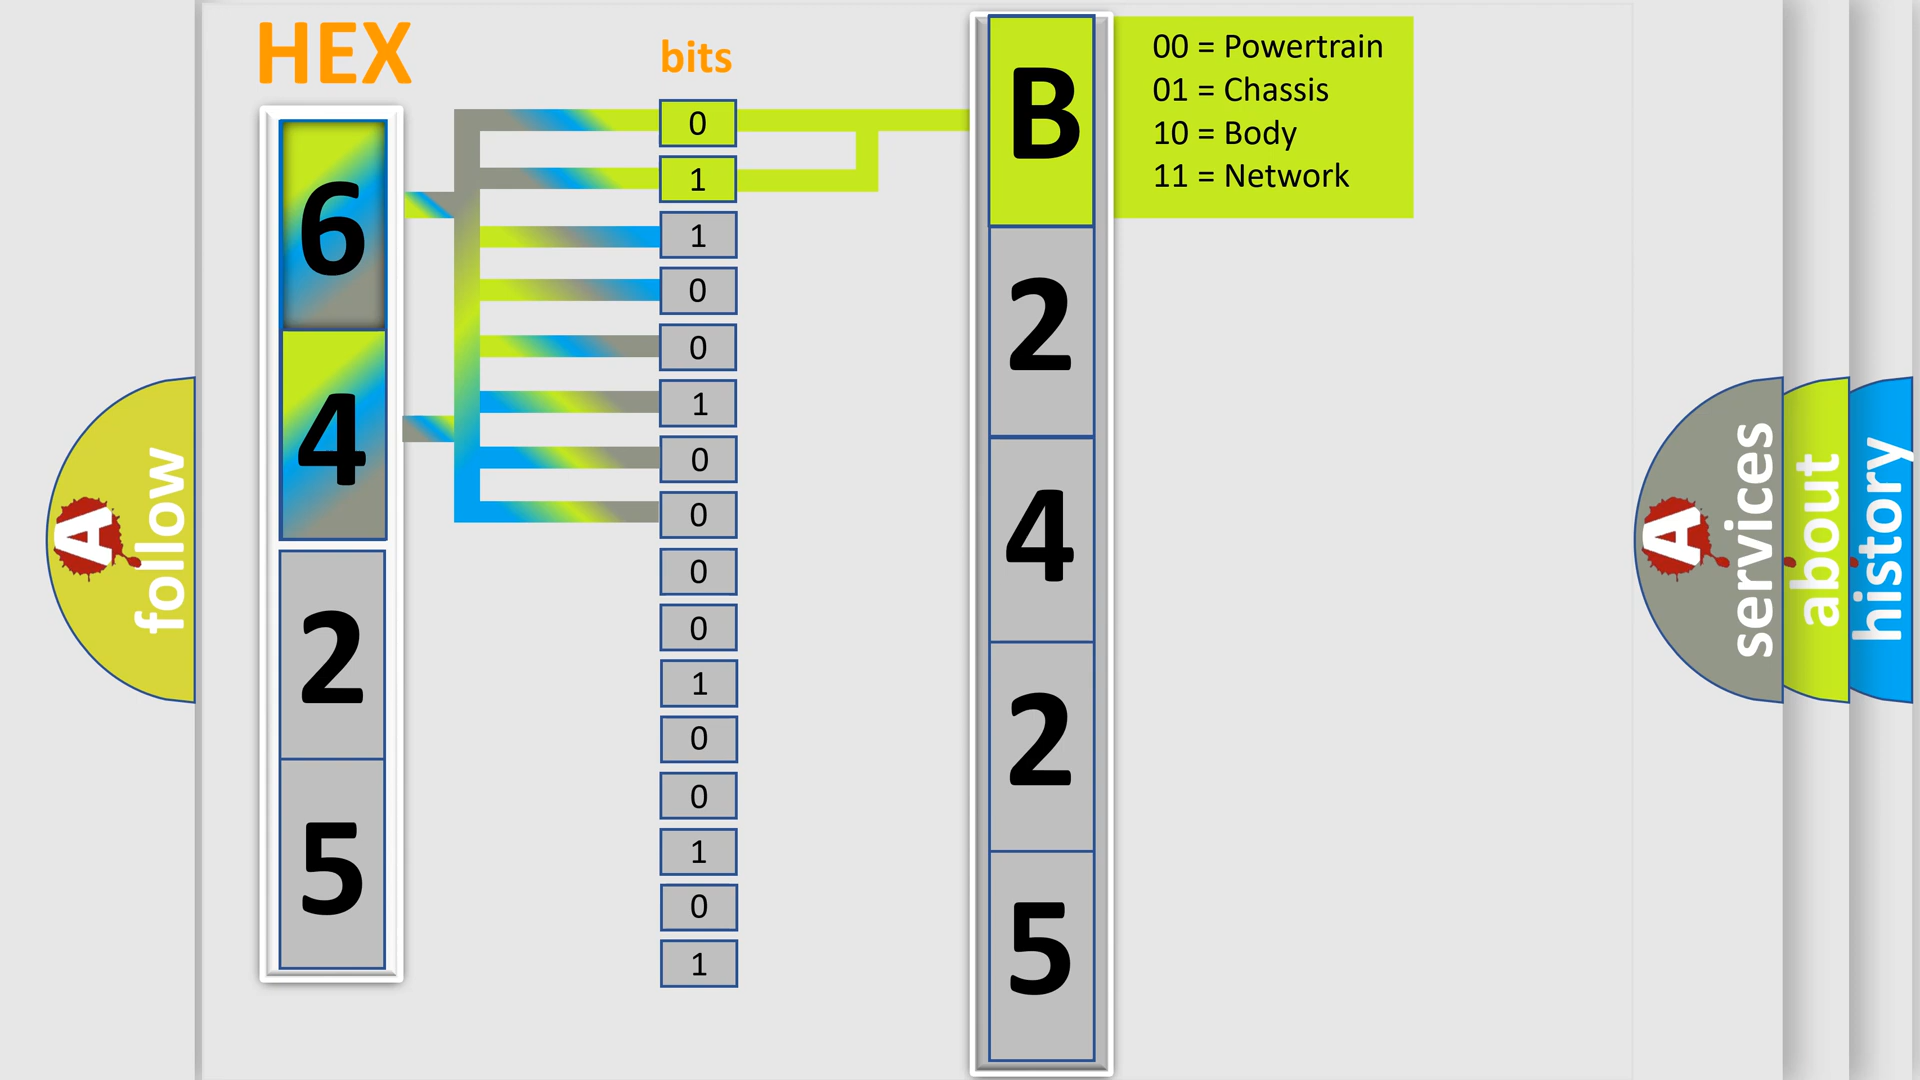 HEX
bits
6
4
2
5
0
1
1
0
0
1
0
0
0
0
1
0
0
1
0
1
B
2
4
2
5
00 = Powertrain
01 = Chassis
10 = Body
11 = Network
A
follow
A
services
about
history